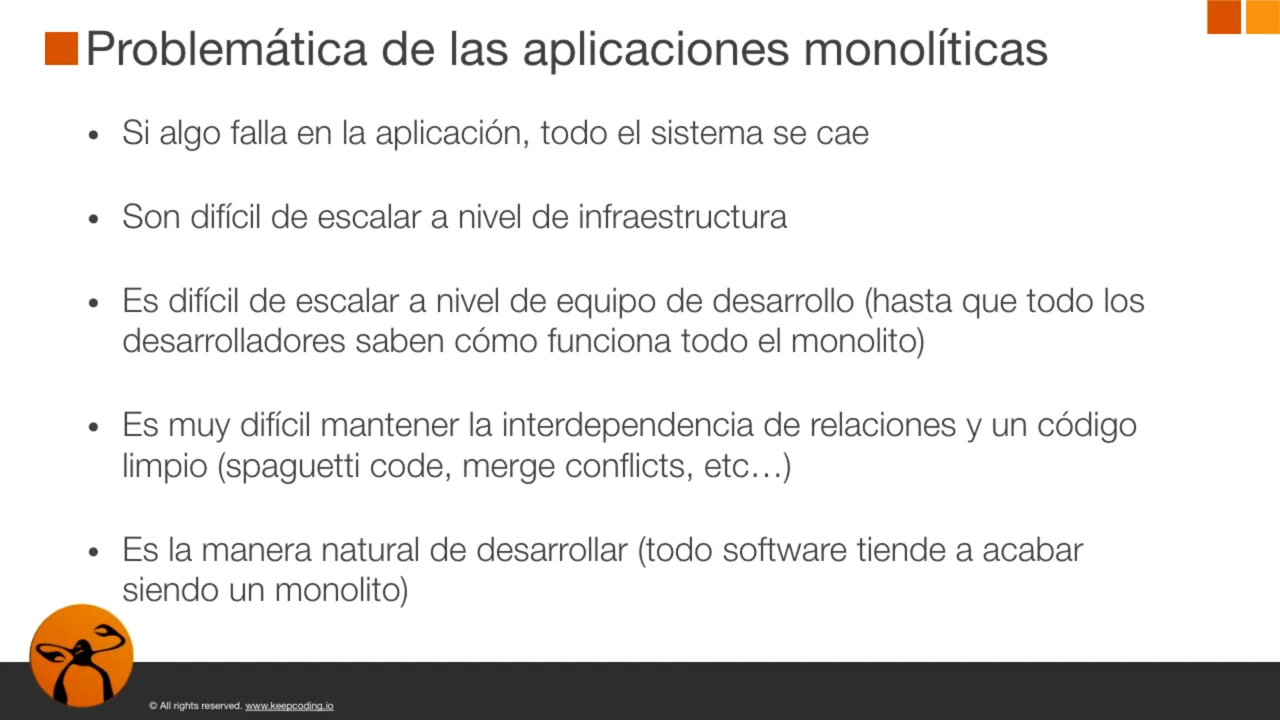 Problemática de las aplicaciones monolíticas
• Si algo falla en la aplicación, todo el sistema se cae
• Son difícil de escalar a nivel de infraestructura
• Es difícil de escalar a nivel de equipo de desarrollo (hasta que todo los
desarrolladores saben cómo funciona todo el monolito)
• Es muy difícil mantener la interdependencia de relaciones y un código
limpio (spaguetti code, merge conflicts, etc…)
• Es la manera natural de desarrollar (todo software tiende a acabar
siendo un monolito)
© All rights reserved. www.keepcoding.io